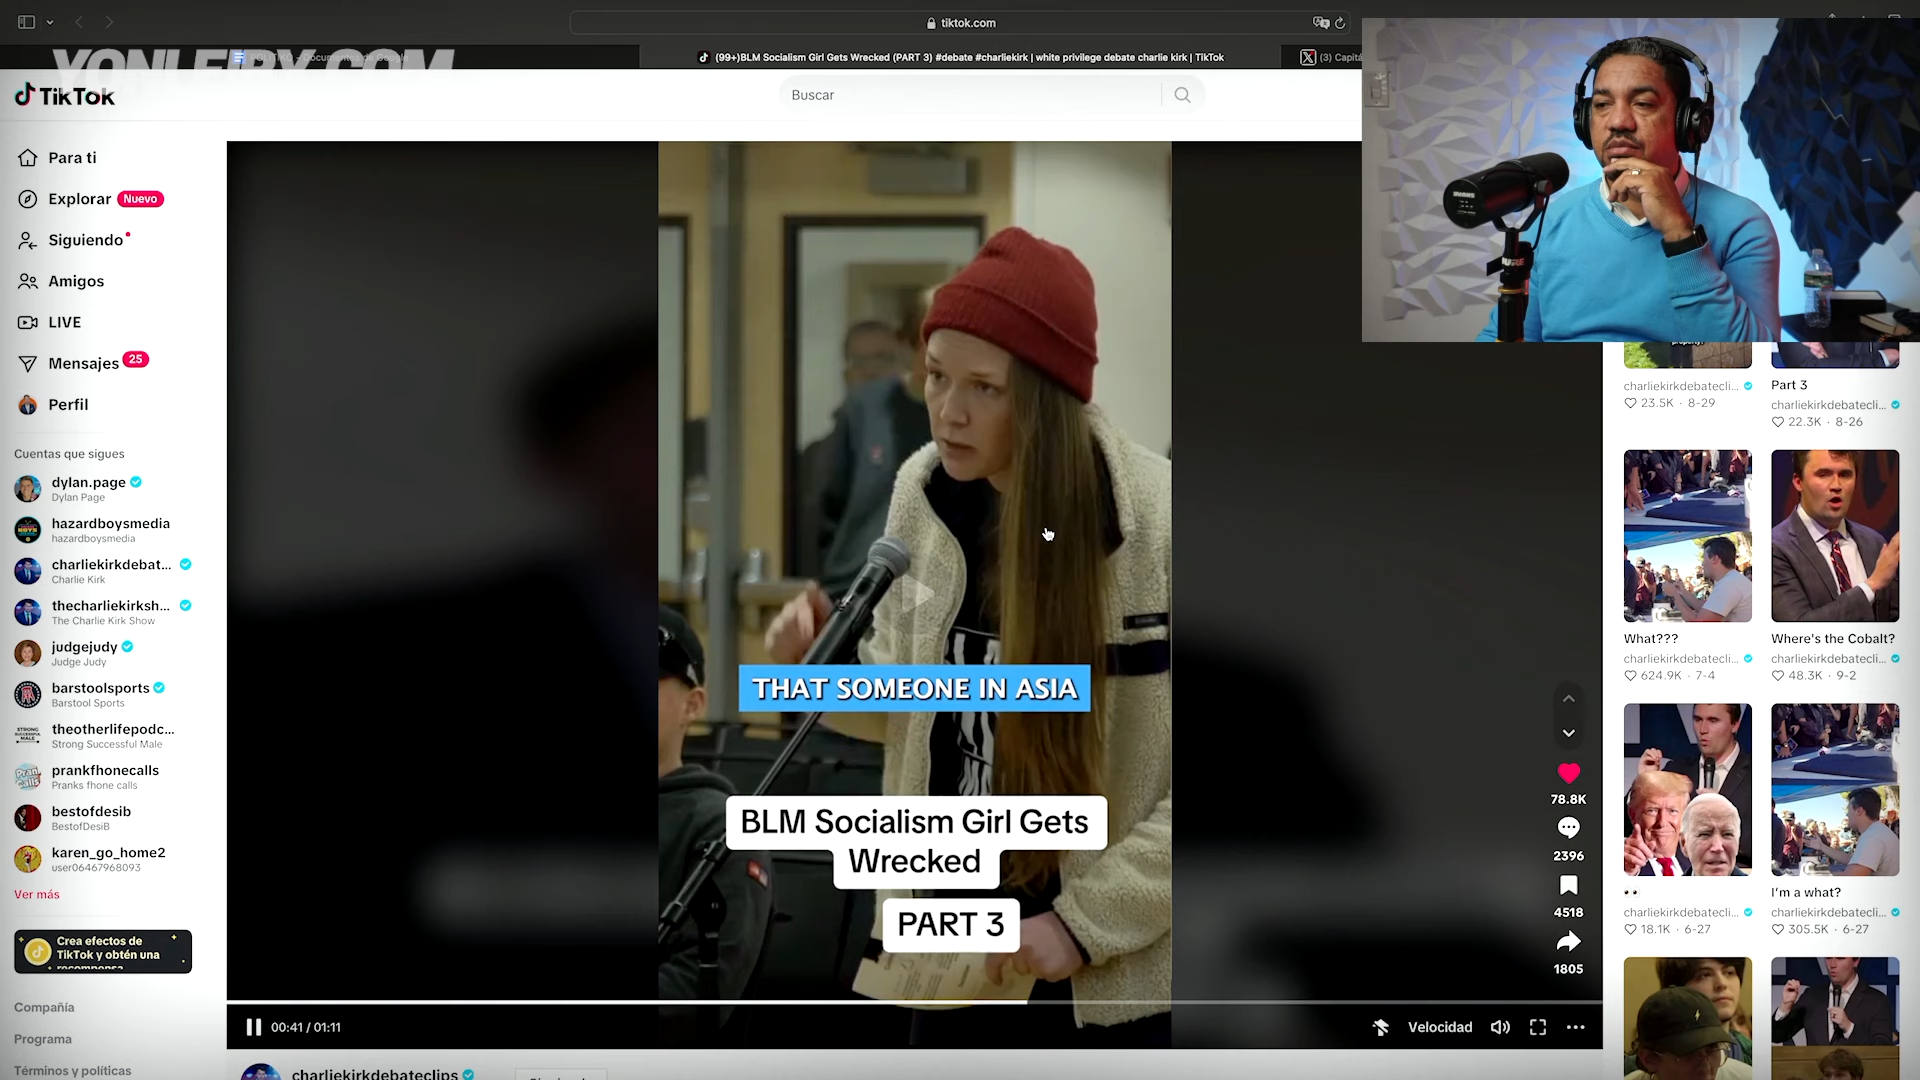 tiktok.com
YONLEIBY.COM
(99+)BLM Socialism Girl Gets Wrecked (PART 3) #debate #charliekirk | white privilege debate charlie kirk | TikTok
(3) Capitá
TikTok
Buscar
Para ti
Explorar
Nuevo
Siguiendo
Amigos
LIVE
Mensajes
25
Perfil
Cuentas que sigues
dylan.page
Dylan Page
hazardboysmedia
hazardboysmedia
charliekirkdebat...
Charlie Kirk
thecharliekirksh...
The Charlie Kirk Show
judgejudy
Judge Judy
barstoolsports
Barstool Sports
theotherlifepodc...
Strong Successful Male
prankfhonecalls
Pranks fhone calls
bestofdesib
BestofDesiB
karen_go_home2
user06467968093
Ver más
Crea efectos de
TikTok y obtén una
recompensa
Compañía
Programa
Términos y políticas
THAT SOMEONE IN ASIA
BLM Socialism Girl Gets
Wrecked
PART 3
78.8K
2396
4518
1805
00:41 / 01:11
Velocidad
charliekirkdebateclips
charliekirkdebatecli...
23.5K · 8-29
Part 3
charliekirkdebatecli...
22.3K · 8-26
What???
charliekirkdebatecli...
624.9K · 7-4
Where's the Cobalt?
charliekirkdebatecli...
48.3K · 9-2
charliekirkdebatecli...
18.1K · 6-27
I'm a what?
charliekirkdebatecli...
305.5K · 6-27